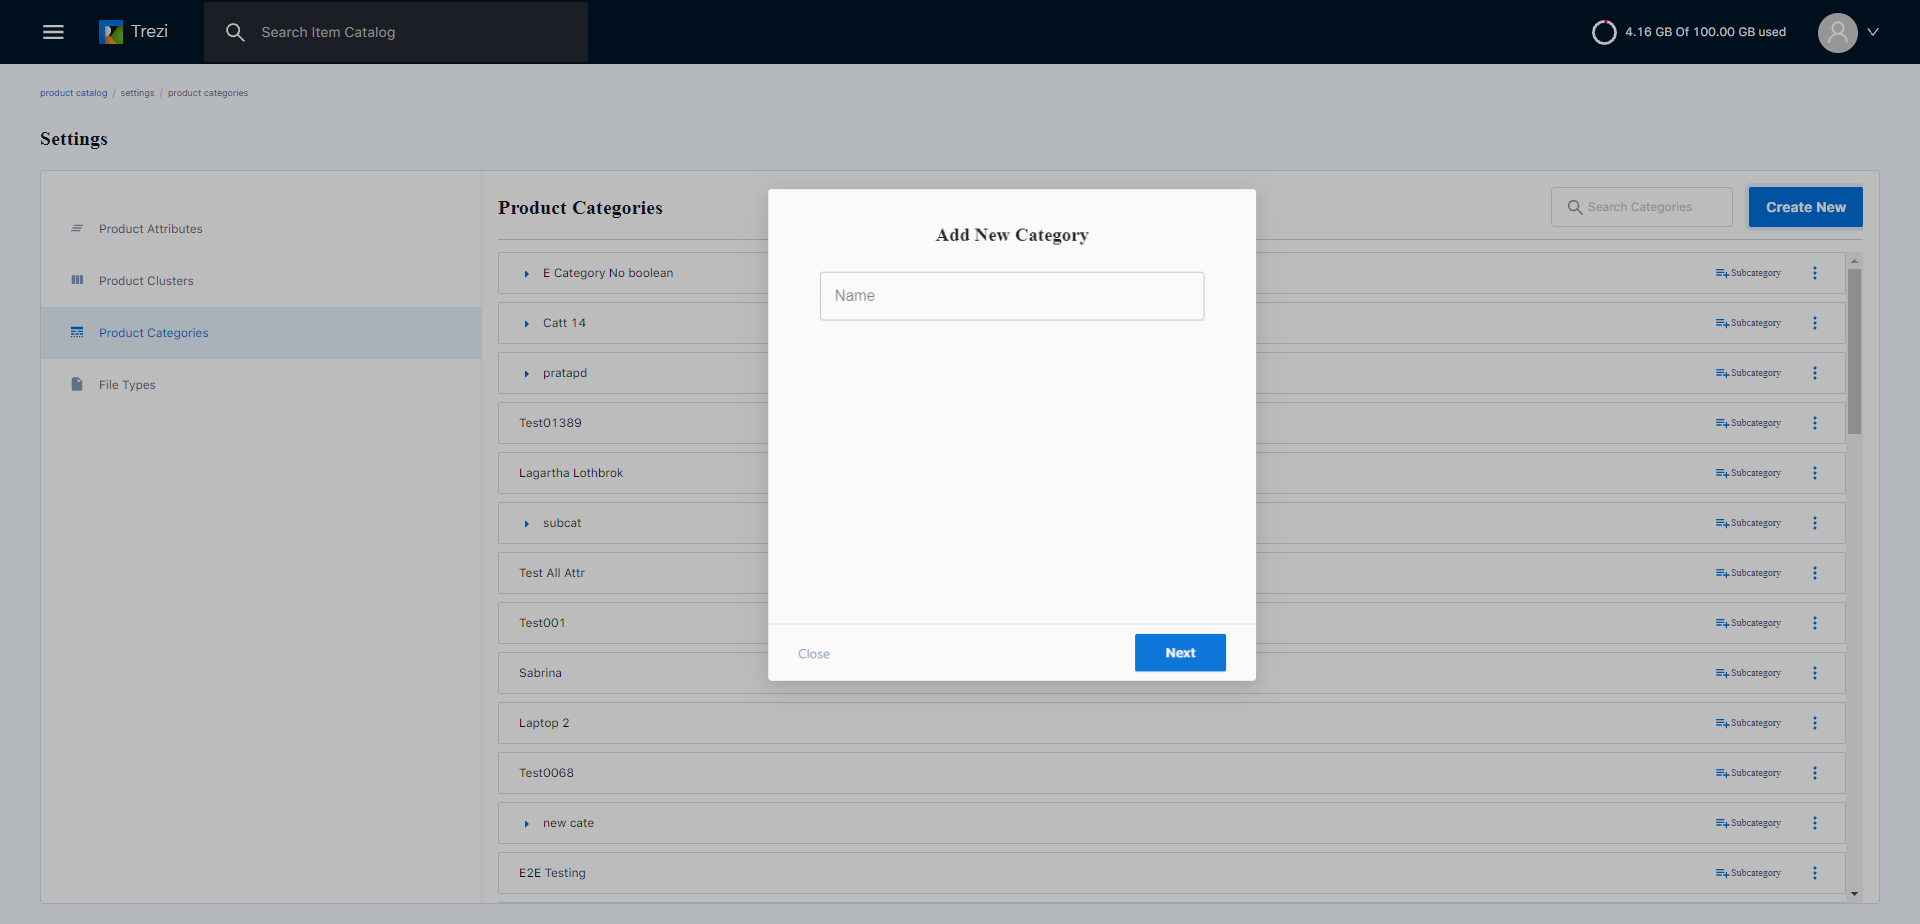 Trezi
Search Item Catalog
4.16 GB Of 100.00 GB used
product catalog / settings / product categories
Settings
Product Attributes
Product Clusters
Product Categories
File Types
Product Categories
Search Categories
Create New
E Category No boolean
Subcategory
Catt 14
Subcategory
pratapd
Subcategory
Test01389
Subcategory
Lagartha Lothbrok
Subcategory
subcat
Subcategory
Test All Attr
Subcategory
Test001
Subcategory
Sabrina
Subcategory
Laptop 2
Subcategory
Test0068
Subcategory
new cate
Subcategory
E2E Testing
Subcategory
Add New Category
Name
Close
Next